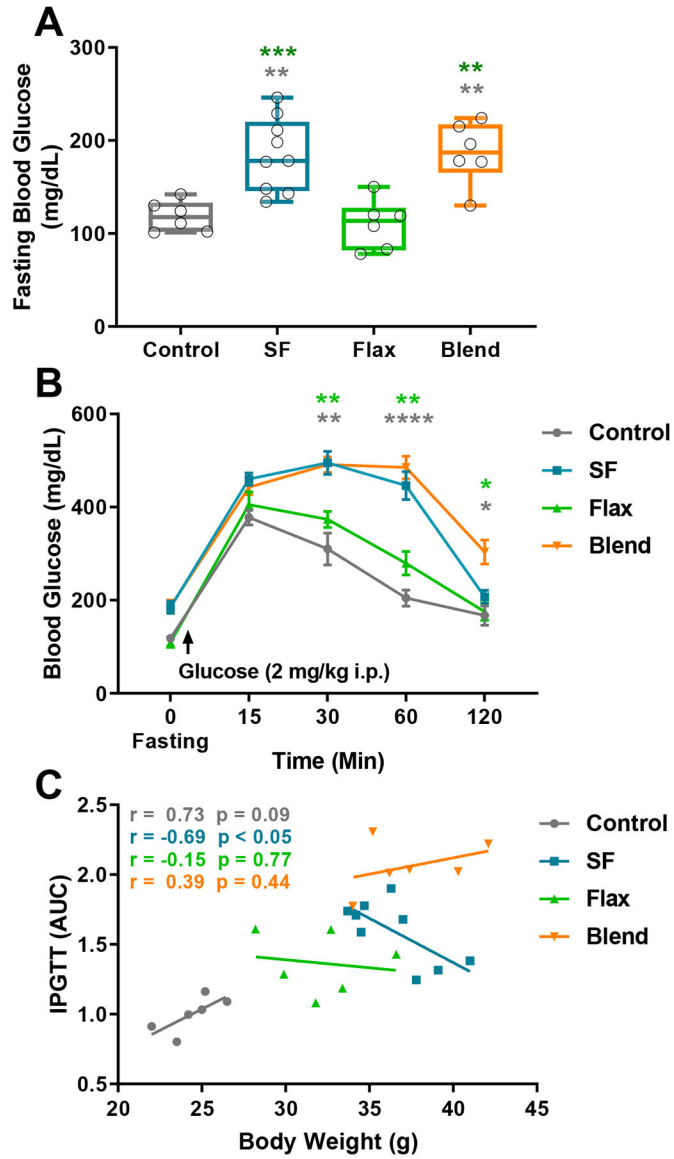 A
300
200
100
0
Fasting Blood Glucose
(mg/dL)
***
**
**
**
Control
SF
Flax
Blend
B
600
400
200
0
Blood Glucose (mg/dL)
**
**
**
****
*
*
Glucose (2 mg/kg i.p.)
0
15
30
60
120
Fasting
Time (Min)
Control
SF
Flax
Blend
C
2.5
2.0
1.5
1.0
0.5
IPGTT (AUC)
r = 0.73 p = 0.09
r = -0.69 p < 0.05
r = -0.15 p = 0.77
r = 0.39 p = 0.44
20
25
30
35
40
45
Body Weight (g)
Control
SF
Flax
Blend